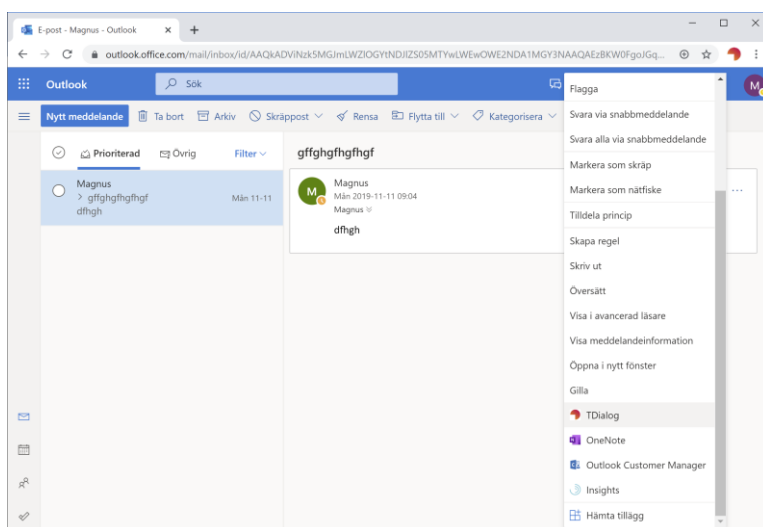 E-post - Magnus - Outlook
outlook.office.com/mail/inbox/id/AAQkADViNzk5MGJmLWZlOGYtNDJlZS05MTYwLWEwOWE2NDA1MGY3NAAQAEzBKW0FgoJGq...
Outlook
Sök
Nytt meddelande Ta bort Arkiv Skräppost Rensa Flytta till Kategorisera
Prioriterad Övrig Filter
Magnus
> gffghgfhgfhgf Mån 11-11
dfhgh
gffghgfhgfhgf
M
Magnus
Mån 2019-11-11 09:04
Magnus
dfhgh
M
Flagga
Svara via snabbmeddelande
Svara alla via snabbmeddelande
Markera som skräp
Markera som nätfiske
Tilldela princip
Skapa regel
Skriv ut
Översätt
Visa i avancerad läsare
Visa meddelandeinformation
Öppna i nytt fönster
Gilla
TDialog
OneNote
Outlook Customer Manager
Insights
Hämta tillägg